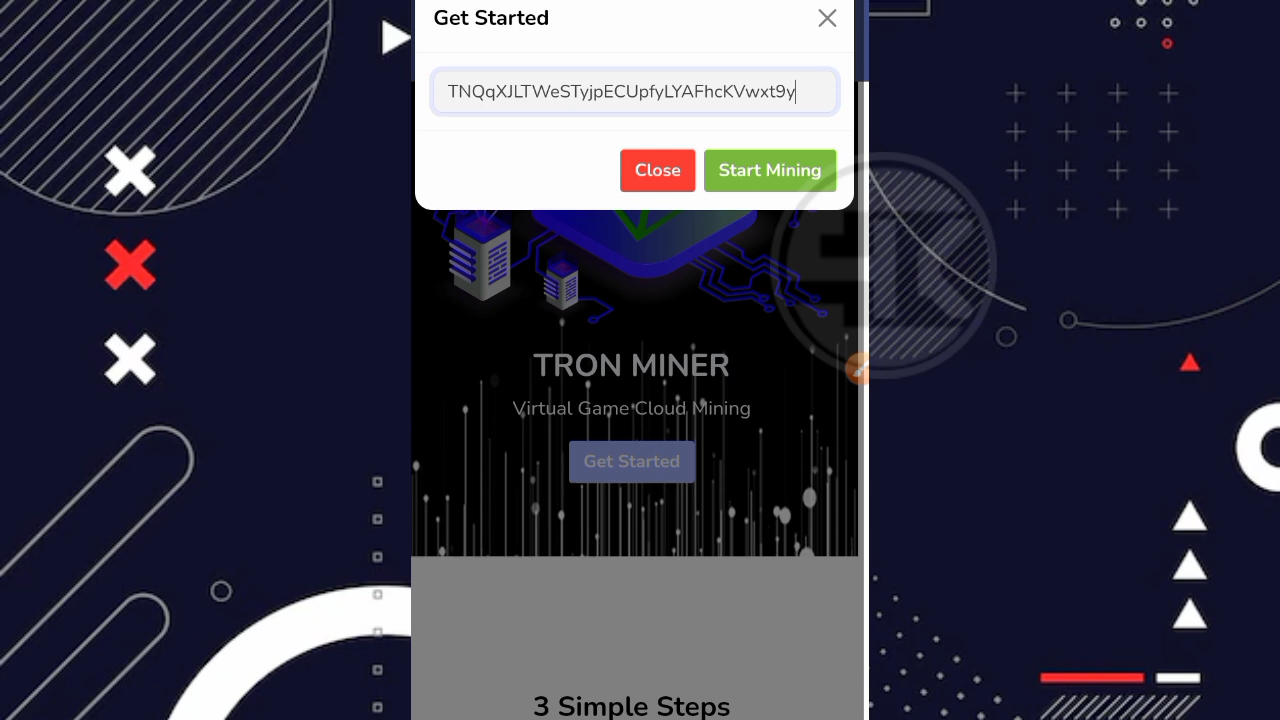 Get Started
TNQqXJLTWeSTyjpECUpfyLYAFhcKVwxt9y
Close
Start Mining
TRON MINER
Virtual Game Cloud Mining
Get Started
3 Simple Steps